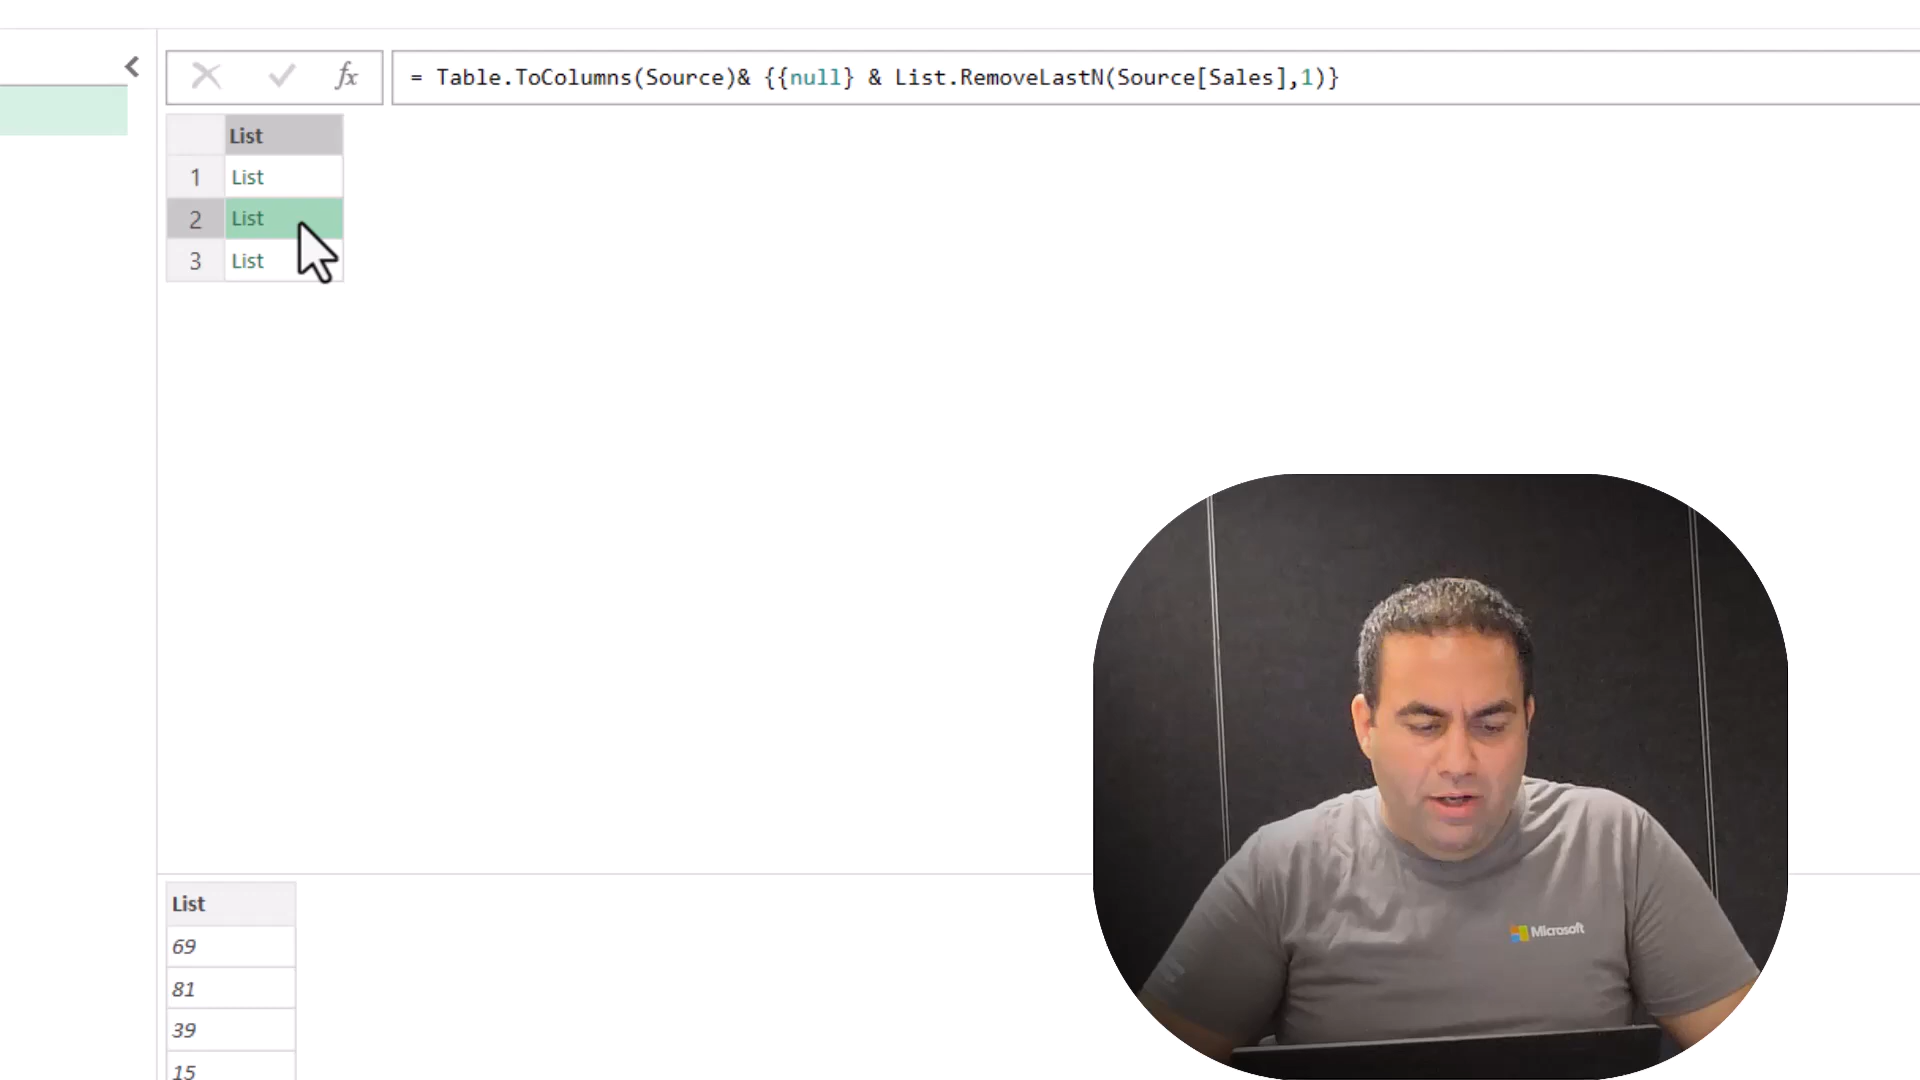 fx = Table.ToColumns(Source)& {{null} & List.RemoveLastN(Source[Sales],1)}
List
1 List
2 List
3 List
List
69
81
39
15
Microsoft